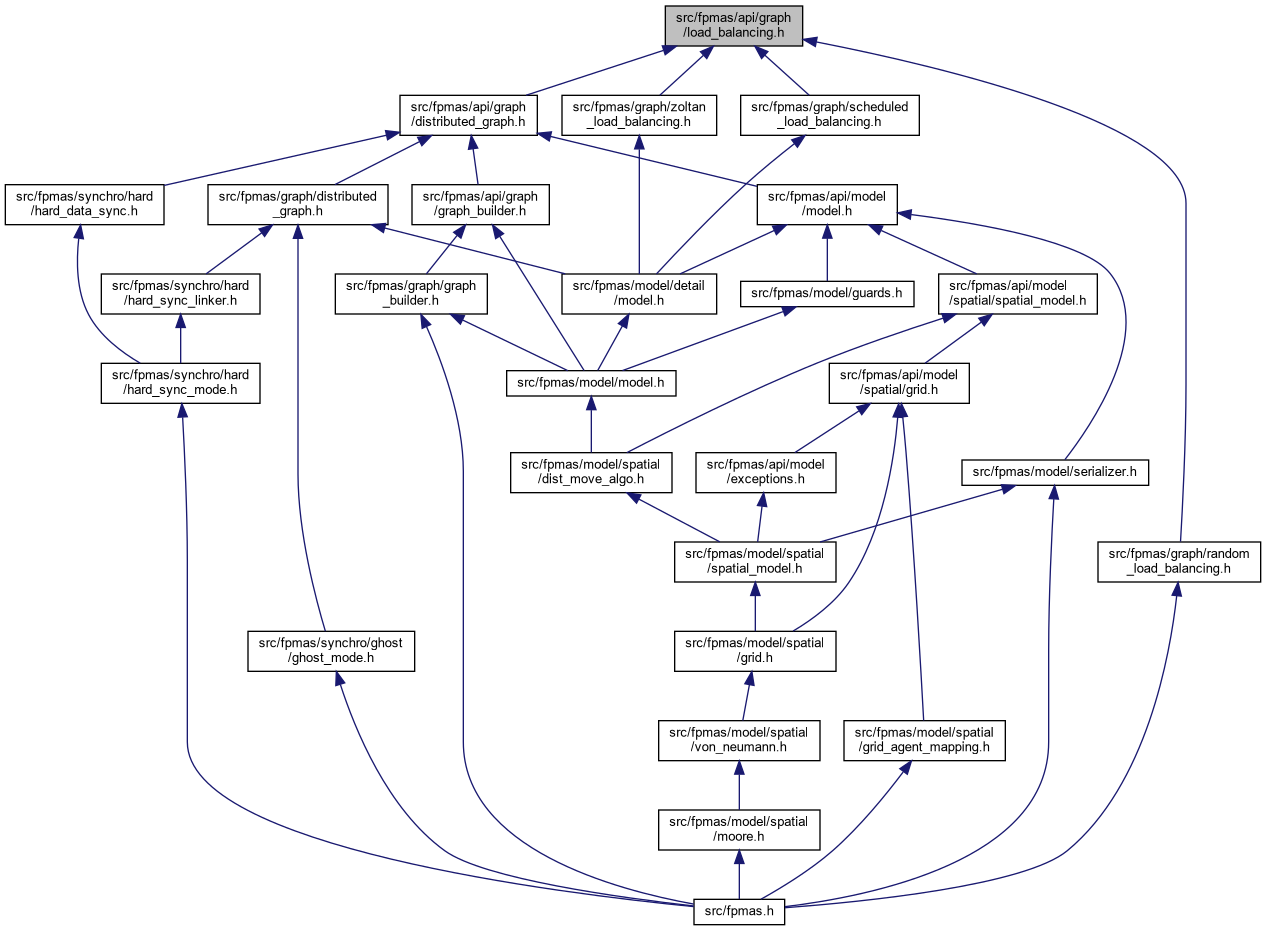 src/fpmas/api/graph
/load_balancing.h
src/fpmas/api/graph
/distributed_graph.h
src/fpmas/graph/zoltan
_load_balancing.h
src/fpmas/graph/scheduled
_load_balancing.h
src/fpmas/synchro/hard
/hard_data_sync.h
src/fpmas/graph/distributed
_graph.h
src/fpmas/api/graph
/graph_builder.h
src/fpmas/api/model
/model.h
src/fpmas/synchro/hard
/hard_sync_linker.h
src/fpmas/graph/graph
_builder.h
src/fpmas/model/detail
/model.h
src/fpmas/model/guards.h
src/fpmas/api/model
/spatial/spatial_model.h
src/fpmas/synchro/hard
/hard_sync_mode.h
src/fpmas/model/model.h
src/fpmas/api/model
/spatial/grid.h
src/fpmas/model/spatial
/dist_move_algo.h
src/fpmas/api/model
/exceptions.h
src/fpmas/model/serializer.h
src/fpmas/model/spatial
/spatial_model.h
src/fpmas/graph/random
_load_balancing.h
src/fpmas/synchro/ghost
/ghost_mode.h
src/fpmas/model/spatial
/grid.h
src/fpmas/model/spatial
/von_neumann.h
src/fpmas/model/spatial
/grid_agent_mapping.h
src/fpmas/model/spatial
/moore.h
src/fpmas.h